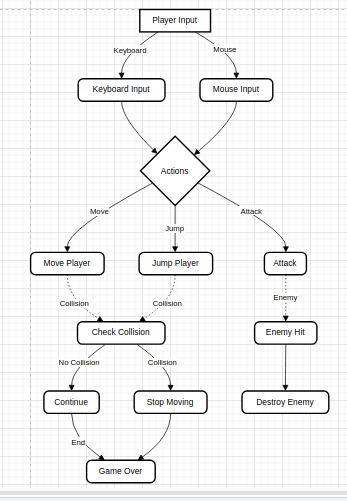 Player Input
Keyboard
Mouse
Keyboard Input
Mouse Input
Actions
Move
Jump
Attack
Move Player
Jump Player
Attack
Collision
Collision
Enemy
Check Collision
Enemy Hit
No Collision
Collision
Continue
Stop Moving
Destroy Enemy
End
Game Over